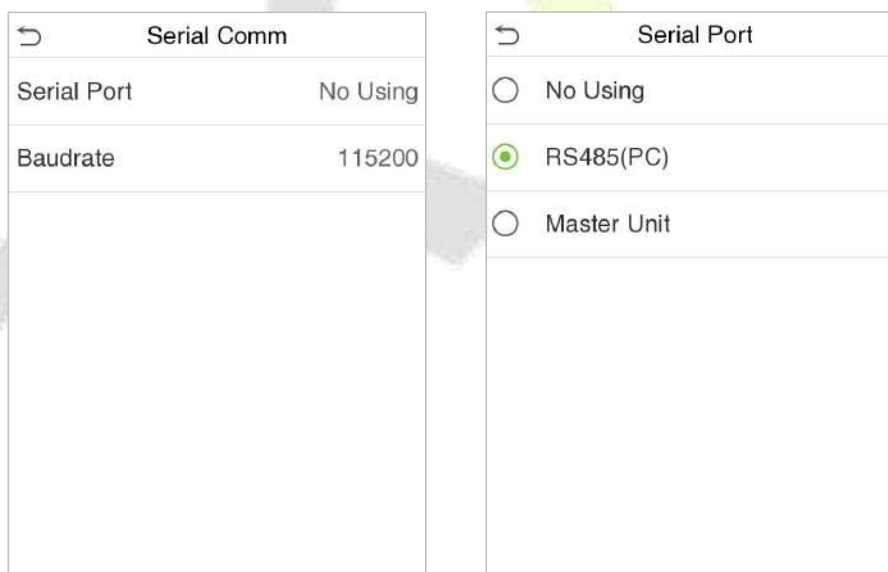 Serial Comm
Serial Port No Using
Baudrate 115200
Serial Port
No Using
RS485(PC)
Master Unit